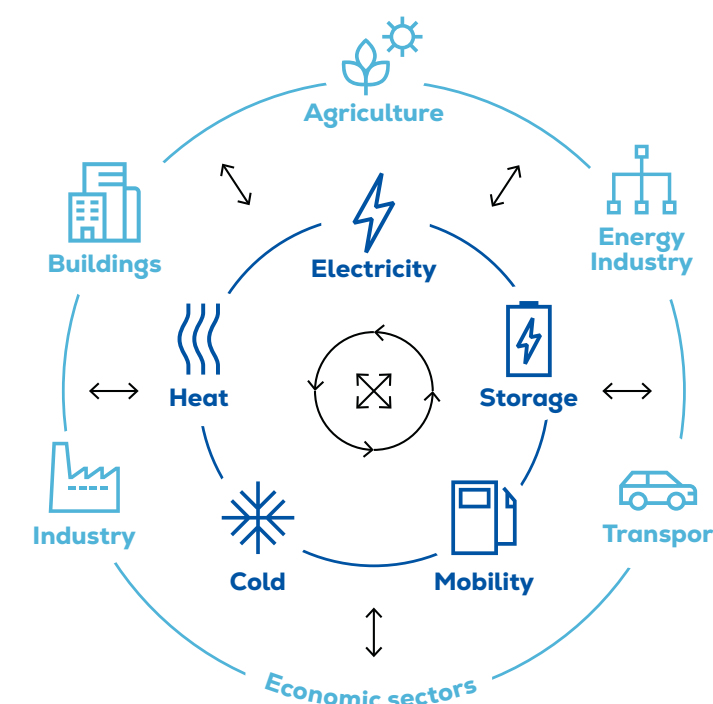 Agriculture
Buildings
Energy
Industry
Electricity
Heat
Storage
Industry
Transpor
Cold
Mobility
Economic sectors